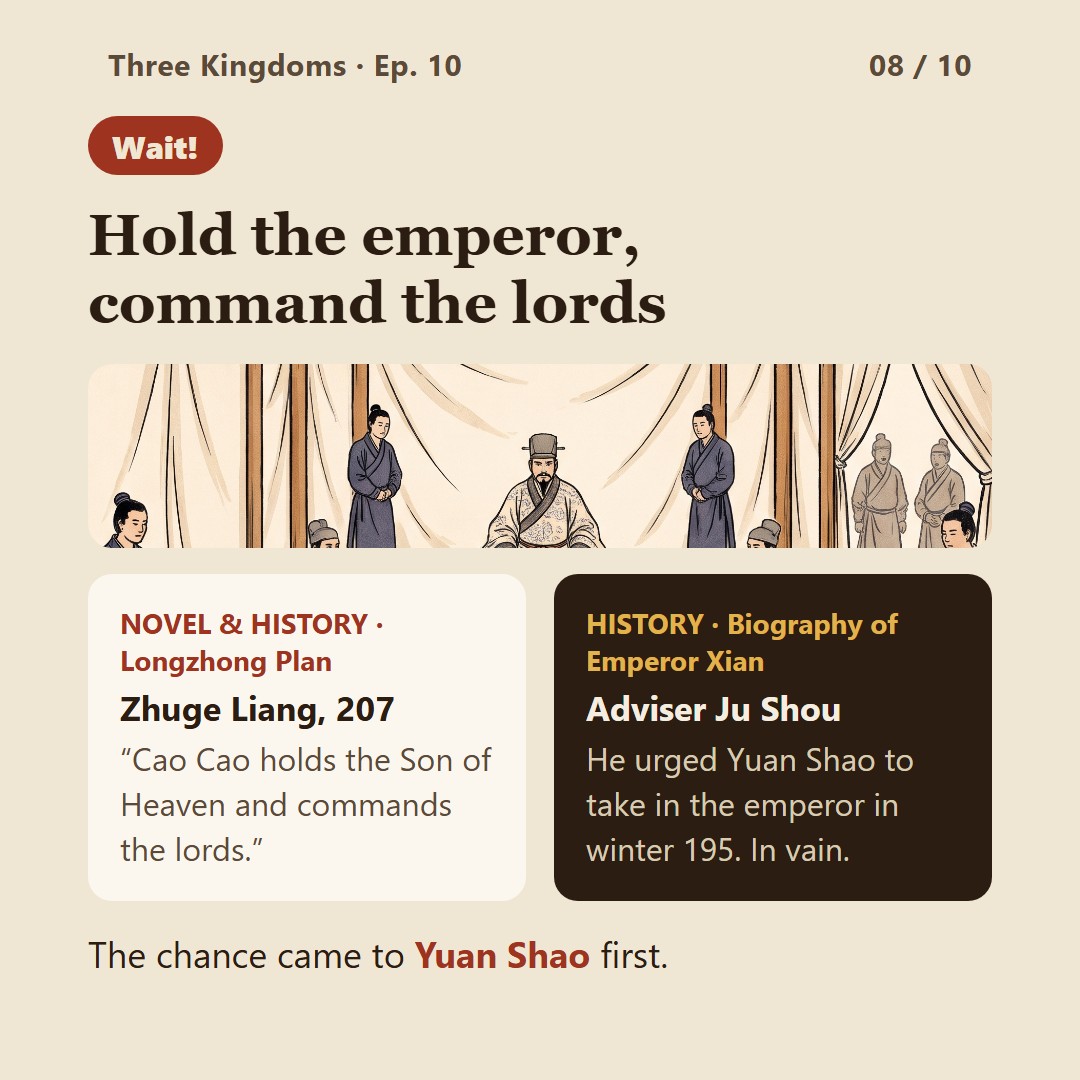 Three Kingdoms · Ep. 10
08 / 10
Wait!
Hold the emperor,
command the lords
NOVEL & HISTORY ·
Longzhong Plan
Zhuge Liang, 207
“Cao Cao holds the Son of
Heaven and commands
the lords.”
HISTORY · Biography of
Emperor Xian
Adviser Ju Shou
He urged Yuan Shao to
take in the emperor in
winter 195. In vain.
The chance came to Yuan Shao first.